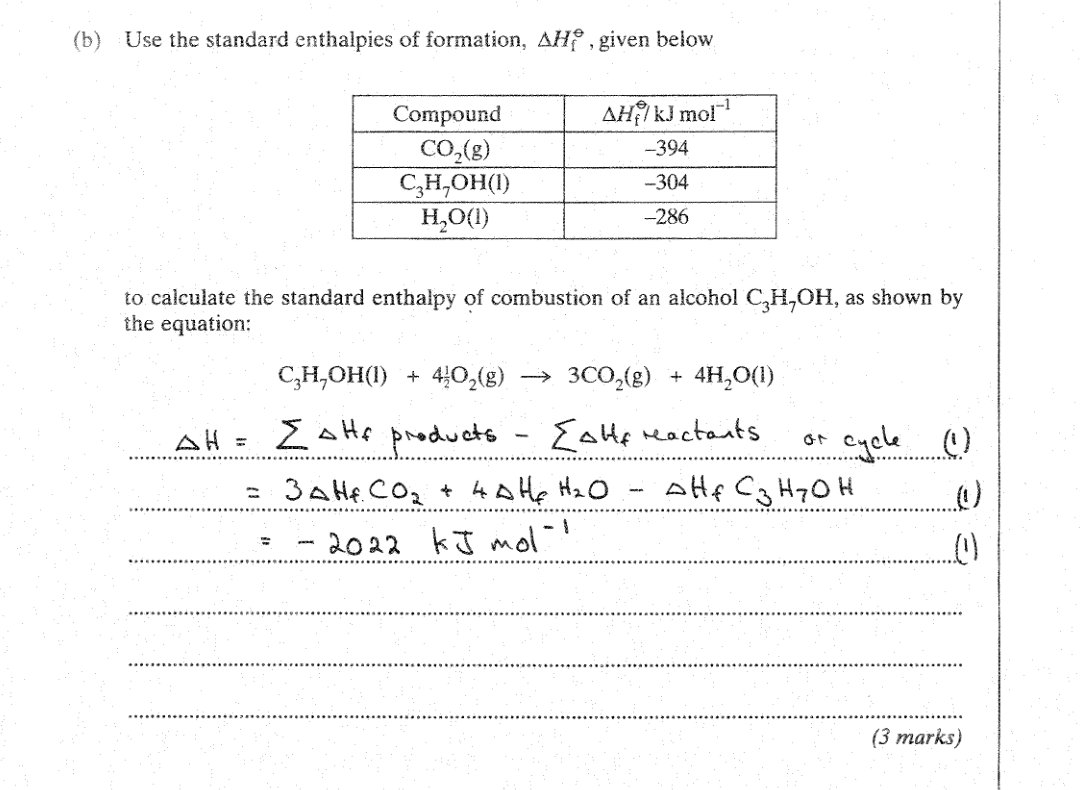 (b) Use the standard enthalpies of formation, ΔH_f^⦵, given below
Compound ΔH_f^⦵/kJ mol⁻¹
CO₂(g) –394
C₃H₇OH(l) –304
H₂O(l) –286
to calculate the standard enthalpy of combustion of an alcohol C₃H₇OH, as shown by
the equation:
C₃H₇OH(l) + 4½O₂(g) → 3CO₂(g) + 4H₂O(l)
ΔH = Σ ΔHf products - Σ ΔHf reactants or cycle (1)
= 3ΔHf CO₂ + 4ΔHf H₂O - ΔHf C₃H₇OH (1)
= - 2022 kJ mol⁻¹ (1)
(3 marks)